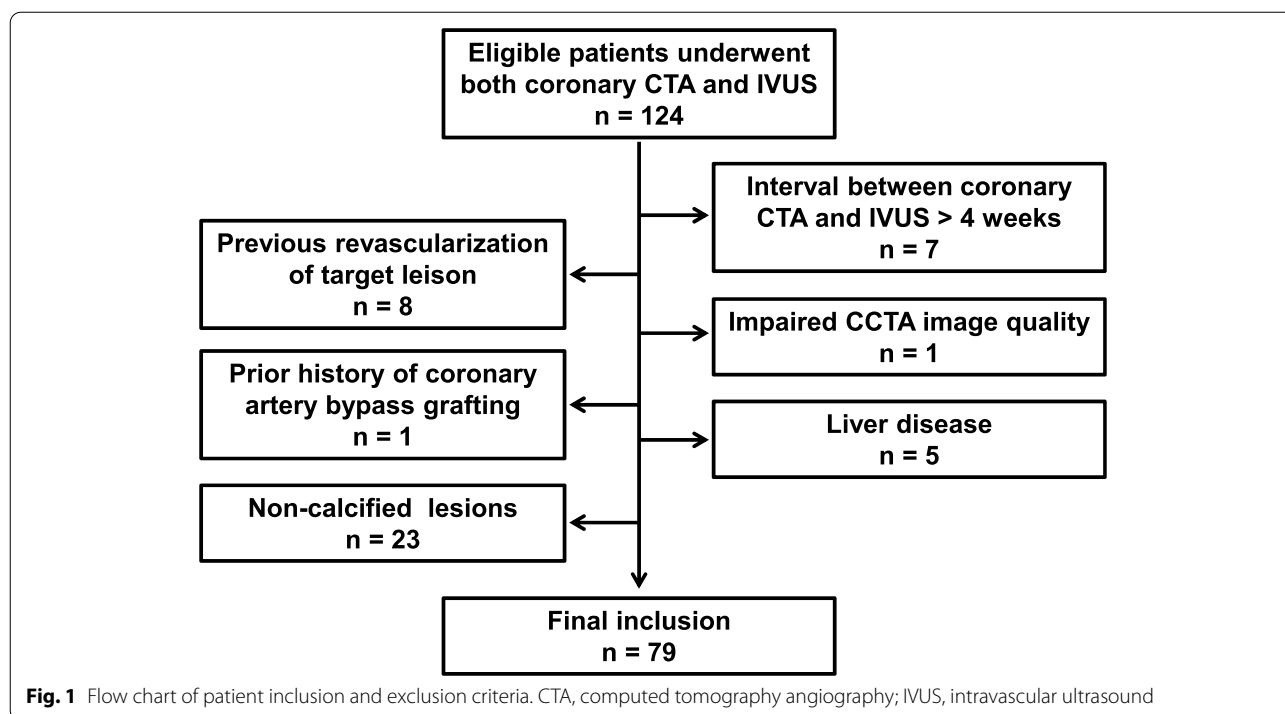 Eligible patients underwent
both coronary CTA and IVUS
n = 124
Interval between coronary
CTA and IVUS > 4 weeks
n = 7
Previous revascularization
of target leison
n = 8
Impaired CCTA image quality
n = 1
Prior history of coronary
artery bypass grafting
n = 1
Liver disease
n = 5
Non-calcified lesions
n = 23
Final inclusion
n = 79
Fig. 1 Flow chart of patient inclusion and exclusion criteria. CTA, computed tomography angiography; IVUS, intravascular ultrasound